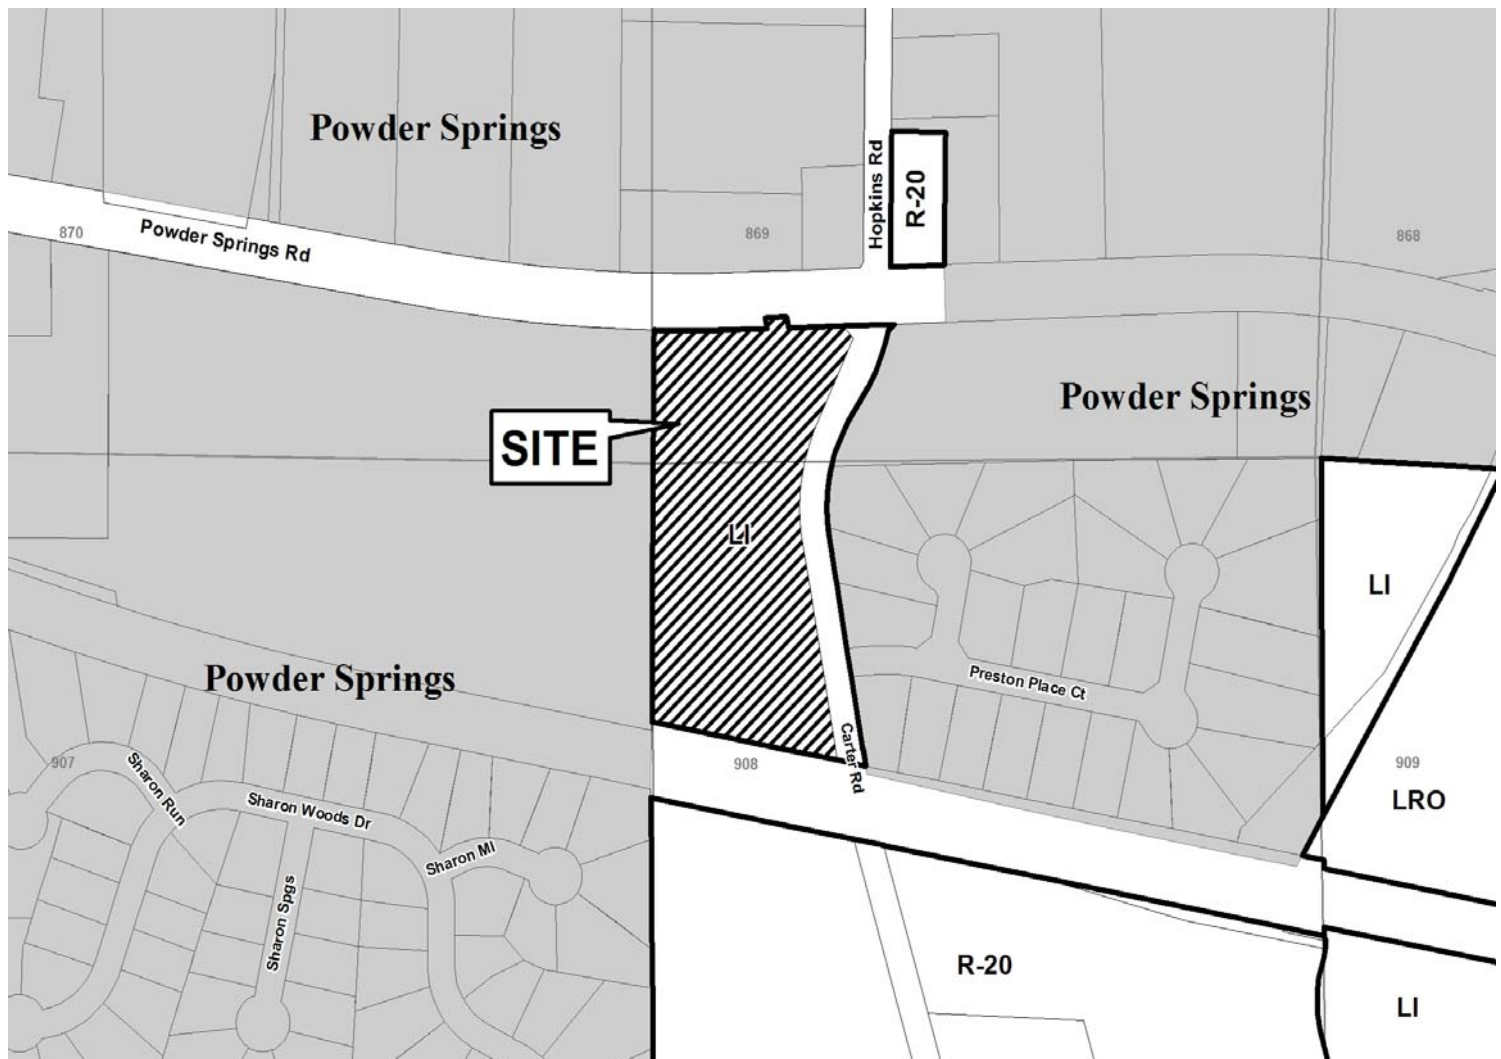 Powder Springs
Hopkins Rd
R-20
870
Powder Springs Rd
869
868
Powder Springs
SITE
LI
LI
Powder Springs
Preston Place Ct
907
908
Carter Rd
909
LRO
Sharon Run
Sharon Woods Dr
Sharon Ml
Sharon Spgs
R-20
LI